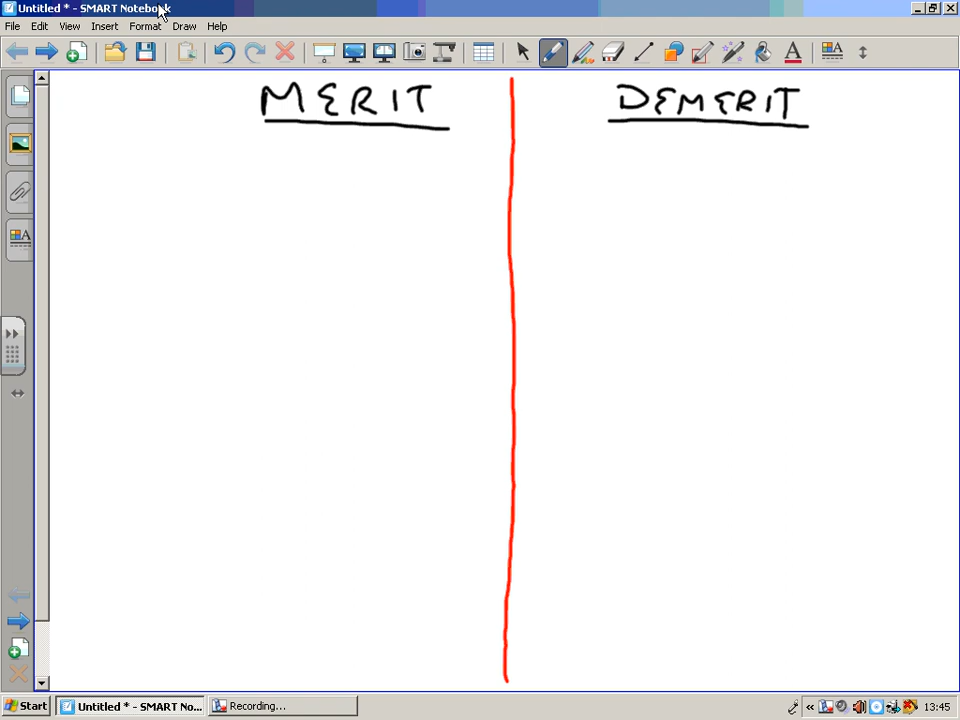 Untitled * - SMART Notebook
File Edit View Insert Format Draw Help
MERIT
DEMERIT
Start Untitled * - SMART No... Recording... 13:45